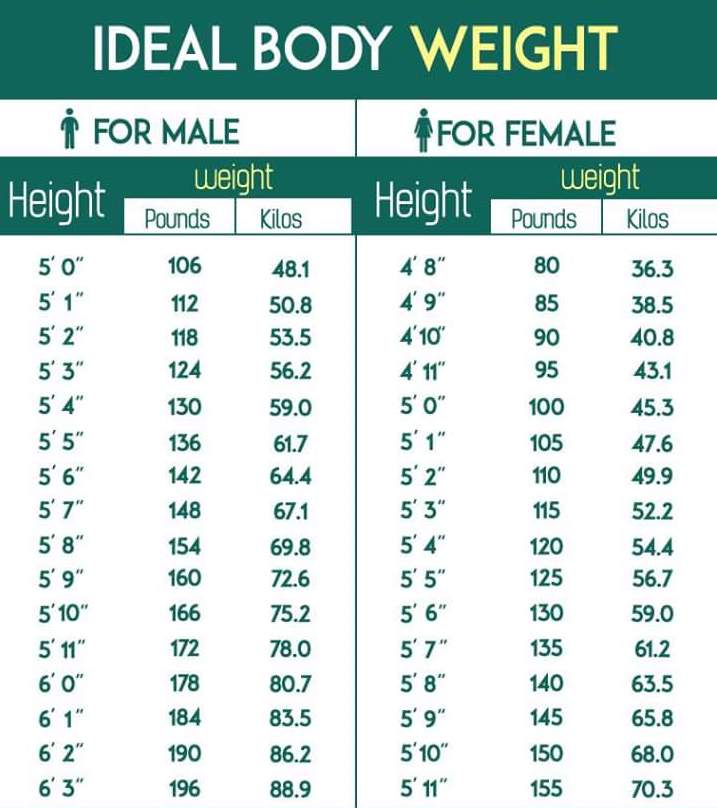 IDEAL BODY WEIGHT
FOR MALE FOR FEMALE
Height weight Height weight
Pounds Kilos Pounds Kilos
5' 0" 106 48.1 4' 8" 80 36.3
5' 1" 112 50.8 4' 9" 85 38.5
5' 2" 118 53.5 4'10" 90 40.8
5' 3" 124 56.2 4' 11" 95 43.1
5' 4" 130 59.0 5' 0" 100 45.3
5' 5" 136 61.7 5' 1" 105 47.6
5' 6" 142 64.4 5' 2" 110 49.9
5' 7" 148 67.1 5' 3" 115 52.2
5' 8" 154 69.8 5' 4" 120 54.4
5' 9" 160 72.6 5' 5" 125 56.7
5'10" 166 75.2 5' 6" 130 59.0
5' 11" 172 78.0 5' 7" 135 61.2
6' 0" 178 80.7 5' 8" 140 63.5
6' 1" 184 83.5 5' 9" 145 65.8
6' 2" 190 86.2 5'10" 150 68.0
6' 3" 196 88.9 5' 11" 155 70.3